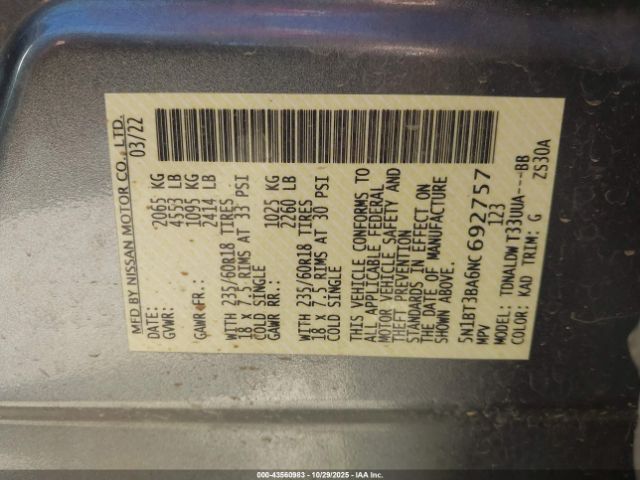 MFD BY NISSAN MOTOR CO., LTD.
DATE: 03/22
GVWR: 2065 KG
4553 LB
GAWR FR.: 1095 KG
2414 LB
WITH 235/60R18 TIRES
18 x 7.5 RIMS AT 33 PSI
COLD SINGLE
GAWR RR.: 1025 KG
2260 LB
WITH 235/60R18 TIRES
18 x 7.5 RIMS AT 30 PSI
COLD SINGLE
THIS VEHICLE CONFORMS TO
ALL APPLICABLE FEDERAL
MOTOR VEHICLE SAFETY AND
THEFT PREVENTION
STANDARDS IN EFFECT ON
THE DATE OF MANUFACTURE
SHOWN ABOVE.
5N1BT3BA6NC692757
MPV 123
MODEL: TDNALDW T33UUA---BB
COLOR: KAD TRIM: G ZS30A
000-43560983 | 10/29/2025 | IAAI.com